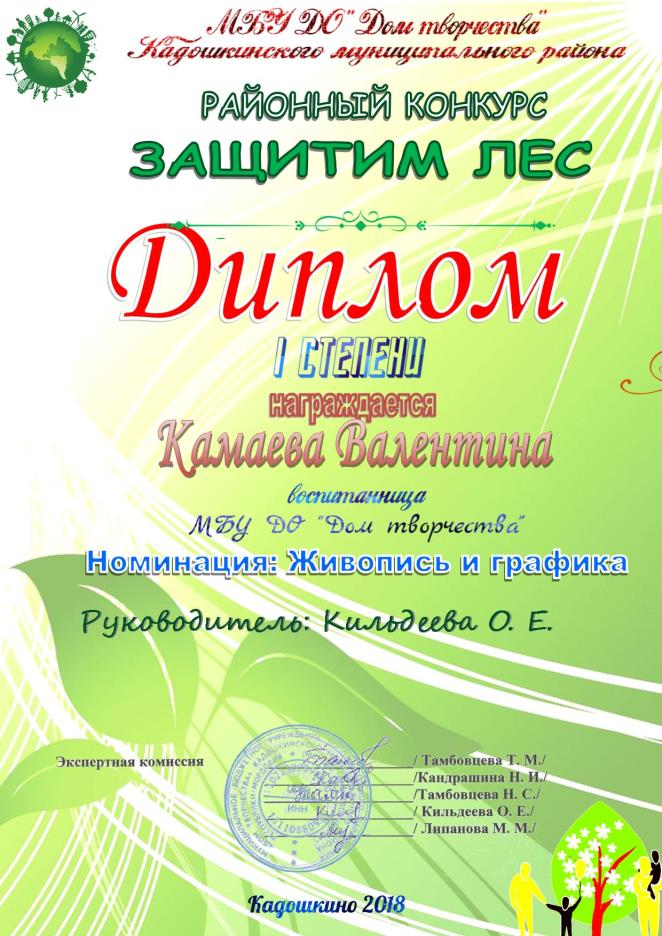 МБУ ДО "Дом творчества"
Кадошкинского муниципального района
РАЙОННЫЙ КОНКУРС
ЗАЩИТИМ ЛЕС
Диплом
I СТЕПЕНИ
награждается
Камаева Валентина
воспитанница
МБУ ДО "Дом творчества"
Номинация: Живопись и графика
Руководитель: Кильдеева О. Е.
Экспертная комиссия
/ Тамбовцева Т. М./
/Кандрашина Н. И./
/Тамбовцева Н. С./
/ Кильдеева О. Е./
/ Липанова М. М./
Кадошкино 2018